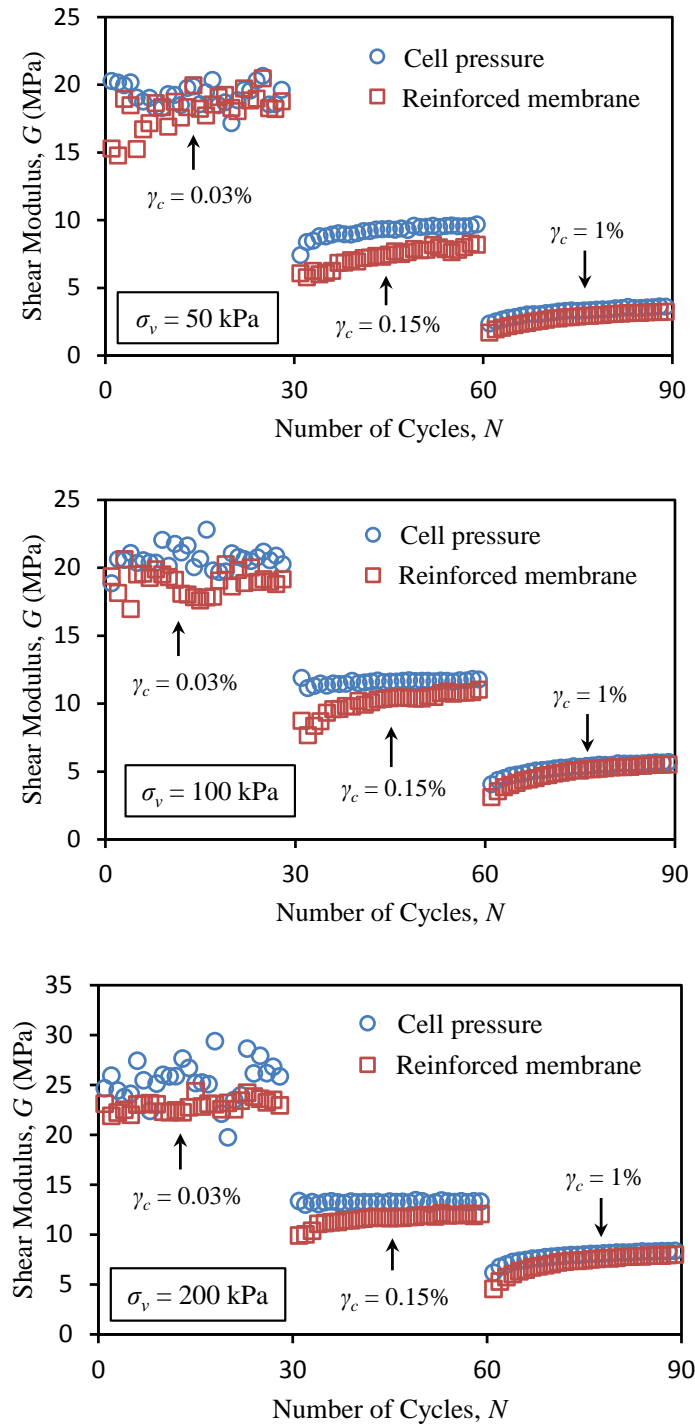 25
20
15
10
5
0
Shear Modulus, G (MPa)
Cell pressure
Reinforced membrane
γc = 0.03%
γc = 0.15%
γc = 1%
σv = 50 kPa
0 30 60 90
Number of Cycles, N
25
20
15
10
5
0
Shear Modulus, G (MPa)
Cell pressure
Reinforced membrane
γc = 0.03%
γc = 1%
γc = 0.15%
σv = 100 kPa
0 30 60 90
Number of Cycles, N
35
30
25
20
15
10
5
0
Shear Modulus, G (MPa)
Cell pressure
Reinforced membrane
γc = 0.03%
γc = 1%
γc = 0.15%
σv = 200 kPa
0 30 60 90
Number of Cycles, N